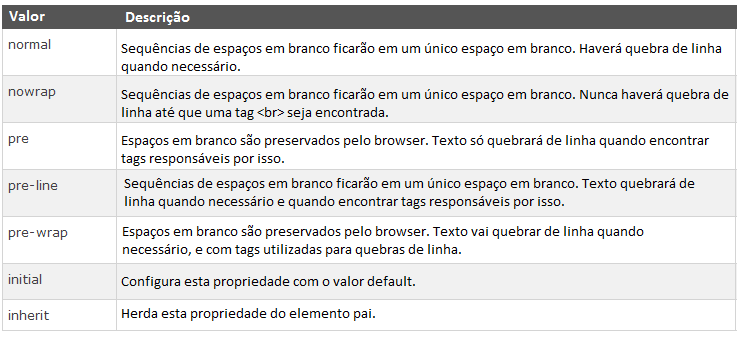 Valor Descrição
normal Sequências de espaços em branco ficarão em um único espaço em branco. Haverá quebra de linha
quando necessário.
nowrap Sequências de espaços em branco ficarão em um único espaço em branco. Nunca haverá quebra de
linha até que uma tag <br> seja encontrada.
pre Espaços em branco são preservados pelo browser. Texto só quebrará de linha quando encontrar
tags responsáveis por isso.
pre-line Sequências de espaços em branco ficarão em um único espaço em branco. Texto quebrará de
linha quando necessário e quando encontrar tags responsáveis por isso.
pre-wrap Espaços em branco são preservados pelo browser. Texto vai quebrar de linha quando
necessário, e com tags utilizadas para quebras de linha.
initial Configura esta propriedade com o valor default.
inherit Herda esta propriedade do elemento pai.